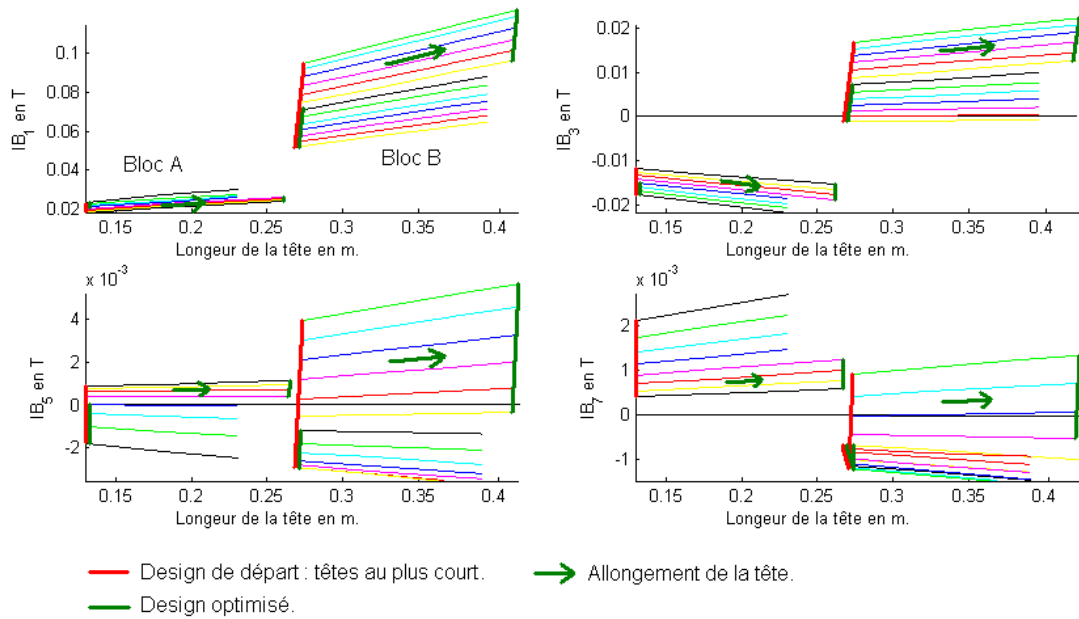 IB1 en T
0.1
0.08
0.06
0.04
0.02
Bloc A
Bloc B
0.15 0.2 0.25 0.3 0.35 0.4
Longeur de la tête en m.
IB3 en T
0.02
0.01
0
-0.01
-0.02
0.15 0.2 0.25 0.3 0.35 0.4
Longeur de la tête en m.
x 10-3
IB5 en T
4
2
0
-2
0.15 0.2 0.25 0.3 0.35 0.4
Longeur de la tête en m.
x 10-3
IB7 en T
2
1
0
-1
0.15 0.2 0.25 0.3 0.35 0.4
Longeur de la tête en m.
Design de départ : têtes au plus court.
Allongement de la tête.
Design optimisé.